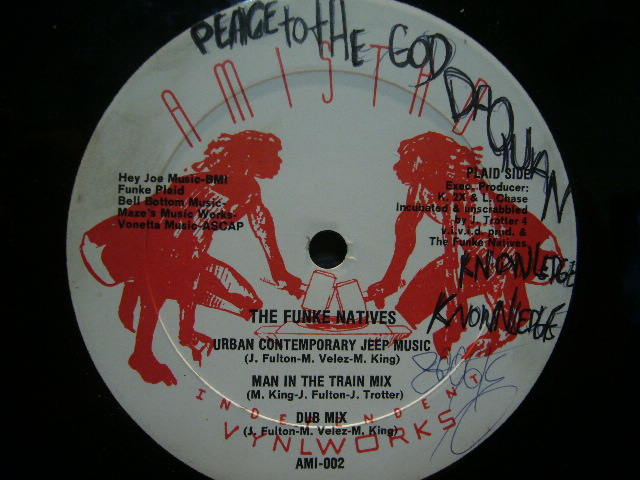 PEACE to tHE GOD
DAQUAN
KNOWLEDGE
KNOWNLEDGE
AMISTAD
Hey Joe Music-BMI
Funke Plaid
Bell Bottom Music-
Maze's Music Works-
Vonetta Music-ASCAP
PLAID SIDE
Exec. Producer:
K. 2X & L. Chase
Incubated & unscrabbled
by J. Trotter 4
v.i.v.i.d. prod. &
The Funke Natives
THE FUNKE NATIVES
URBAN CONTEMPORARY JEEP MUSIC
(J. Fulton-M. Velez-M. King)
MAN IN THE TRAIN MIX
(M. King-J. Fulton-J. Trotter)
DUB MIX
(J. Fulton-M. Velez-M. King)
INDEPENDENT
VYNLWORKS
AMI-002